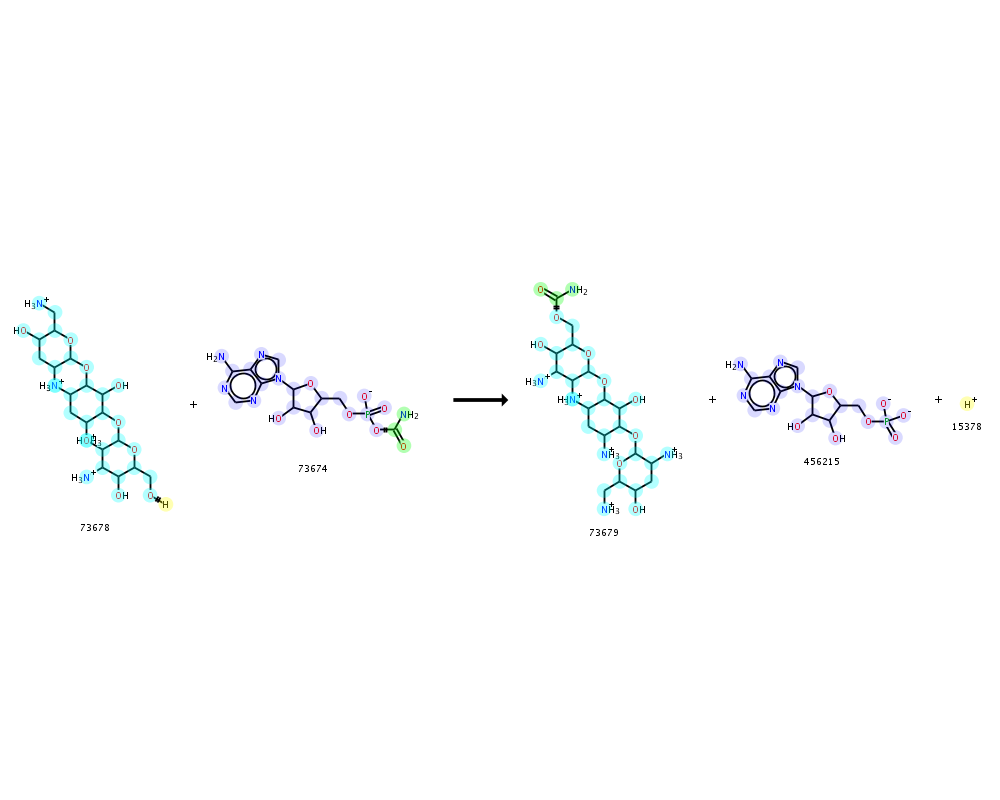 H3N+
HO
O
O
H3N+
N+
OH
O
HO H3+
O
H3N+
OH
O
H
73678
+
H2N
N
N
N
N
O
HO
OH
O
O-
P
O
O
NH2
O
73674
O
NH2
O
HO
O
H3N+
O
H3N+
OH
O
NH3+
O
NH3+
NH3+
OH
73679
+
H2N
N
N
N
N
O
HO
OH
O
O-
P
O-
O
456215
+
H+
15378